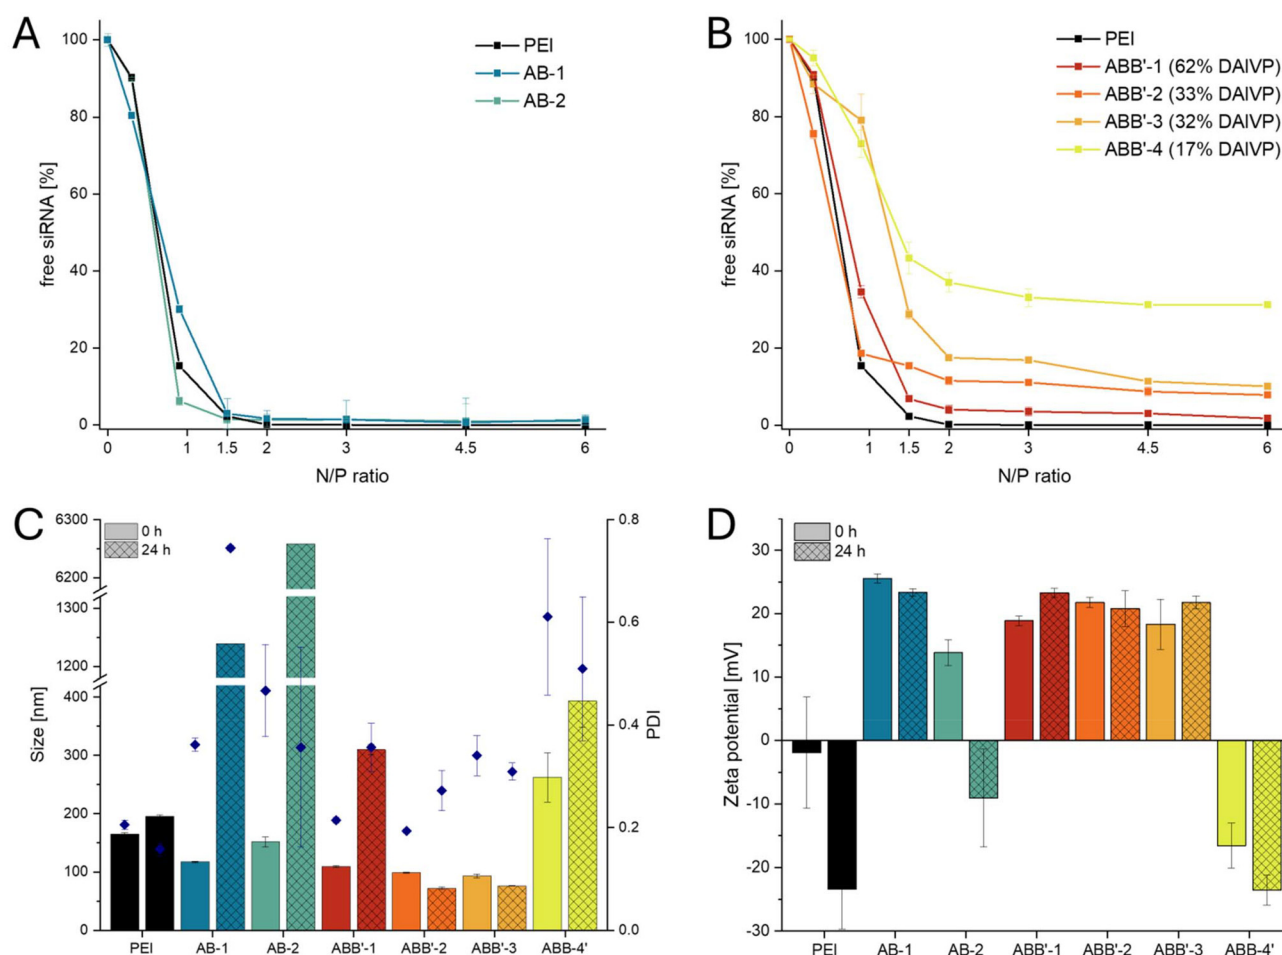 A
100
80
60
40
20
0
free siRNA [%]
0 1 1.5 2 3 4.5 6
N/P ratio
PEI
AB-1
AB-2
B
100
80
60
40
20
0
free siRNA [%]
0 1 1.5 2 3 4.5 6
N/P ratio
PEI
ABB'-1 (62% DAIVP)
ABB'-2 (33% DAIVP)
ABB'-3 (32% DAIVP)
ABB'-4 (17% DAIVP)
C
0 h
24 h
6300
6200
1300
1200
400
300
200
100
0
Size [nm]
0.8
0.6
0.4
0.2
0.0
PDI
PEI AB-1 AB-2 ABB'-1 ABB'-2 ABB'-3 ABB-4'
D
0 h
24 h
30
20
10
0
-10
-20
-30
Zeta potential [mV]
PEI AB-1 AB-2 ABB'-1 ABB'-2 ABB'-3 ABB-4'